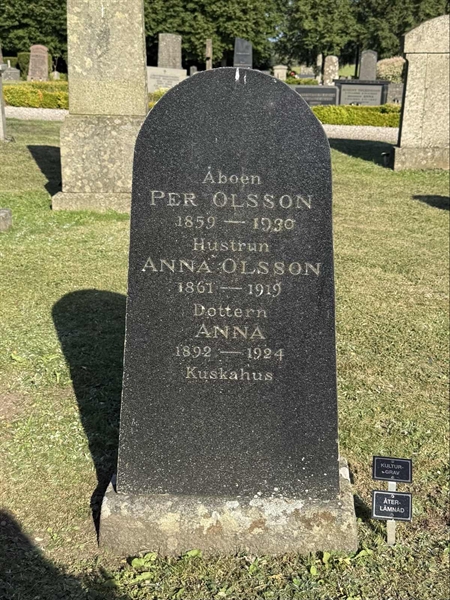 Åboen
PER OLSSON
1859 — 1930
Hustrun
ANNA OLSSON
1861 — 1919
Dottern
ANNA
1892 — 1924
Kuskahus
KULTUR-
GRAV
ÅTER-
LÄMNAD